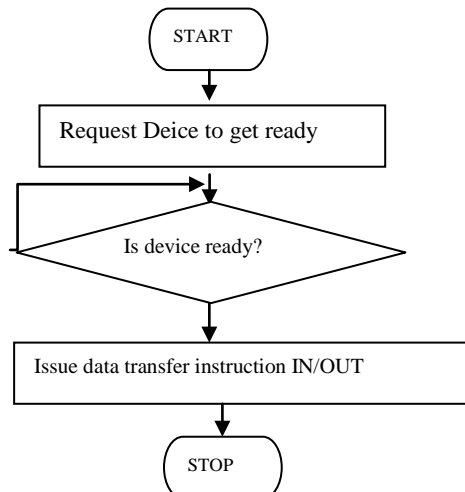 START
Request Deice to get ready
Is device ready?
Issue data transfer instruction IN/OUT
STOP